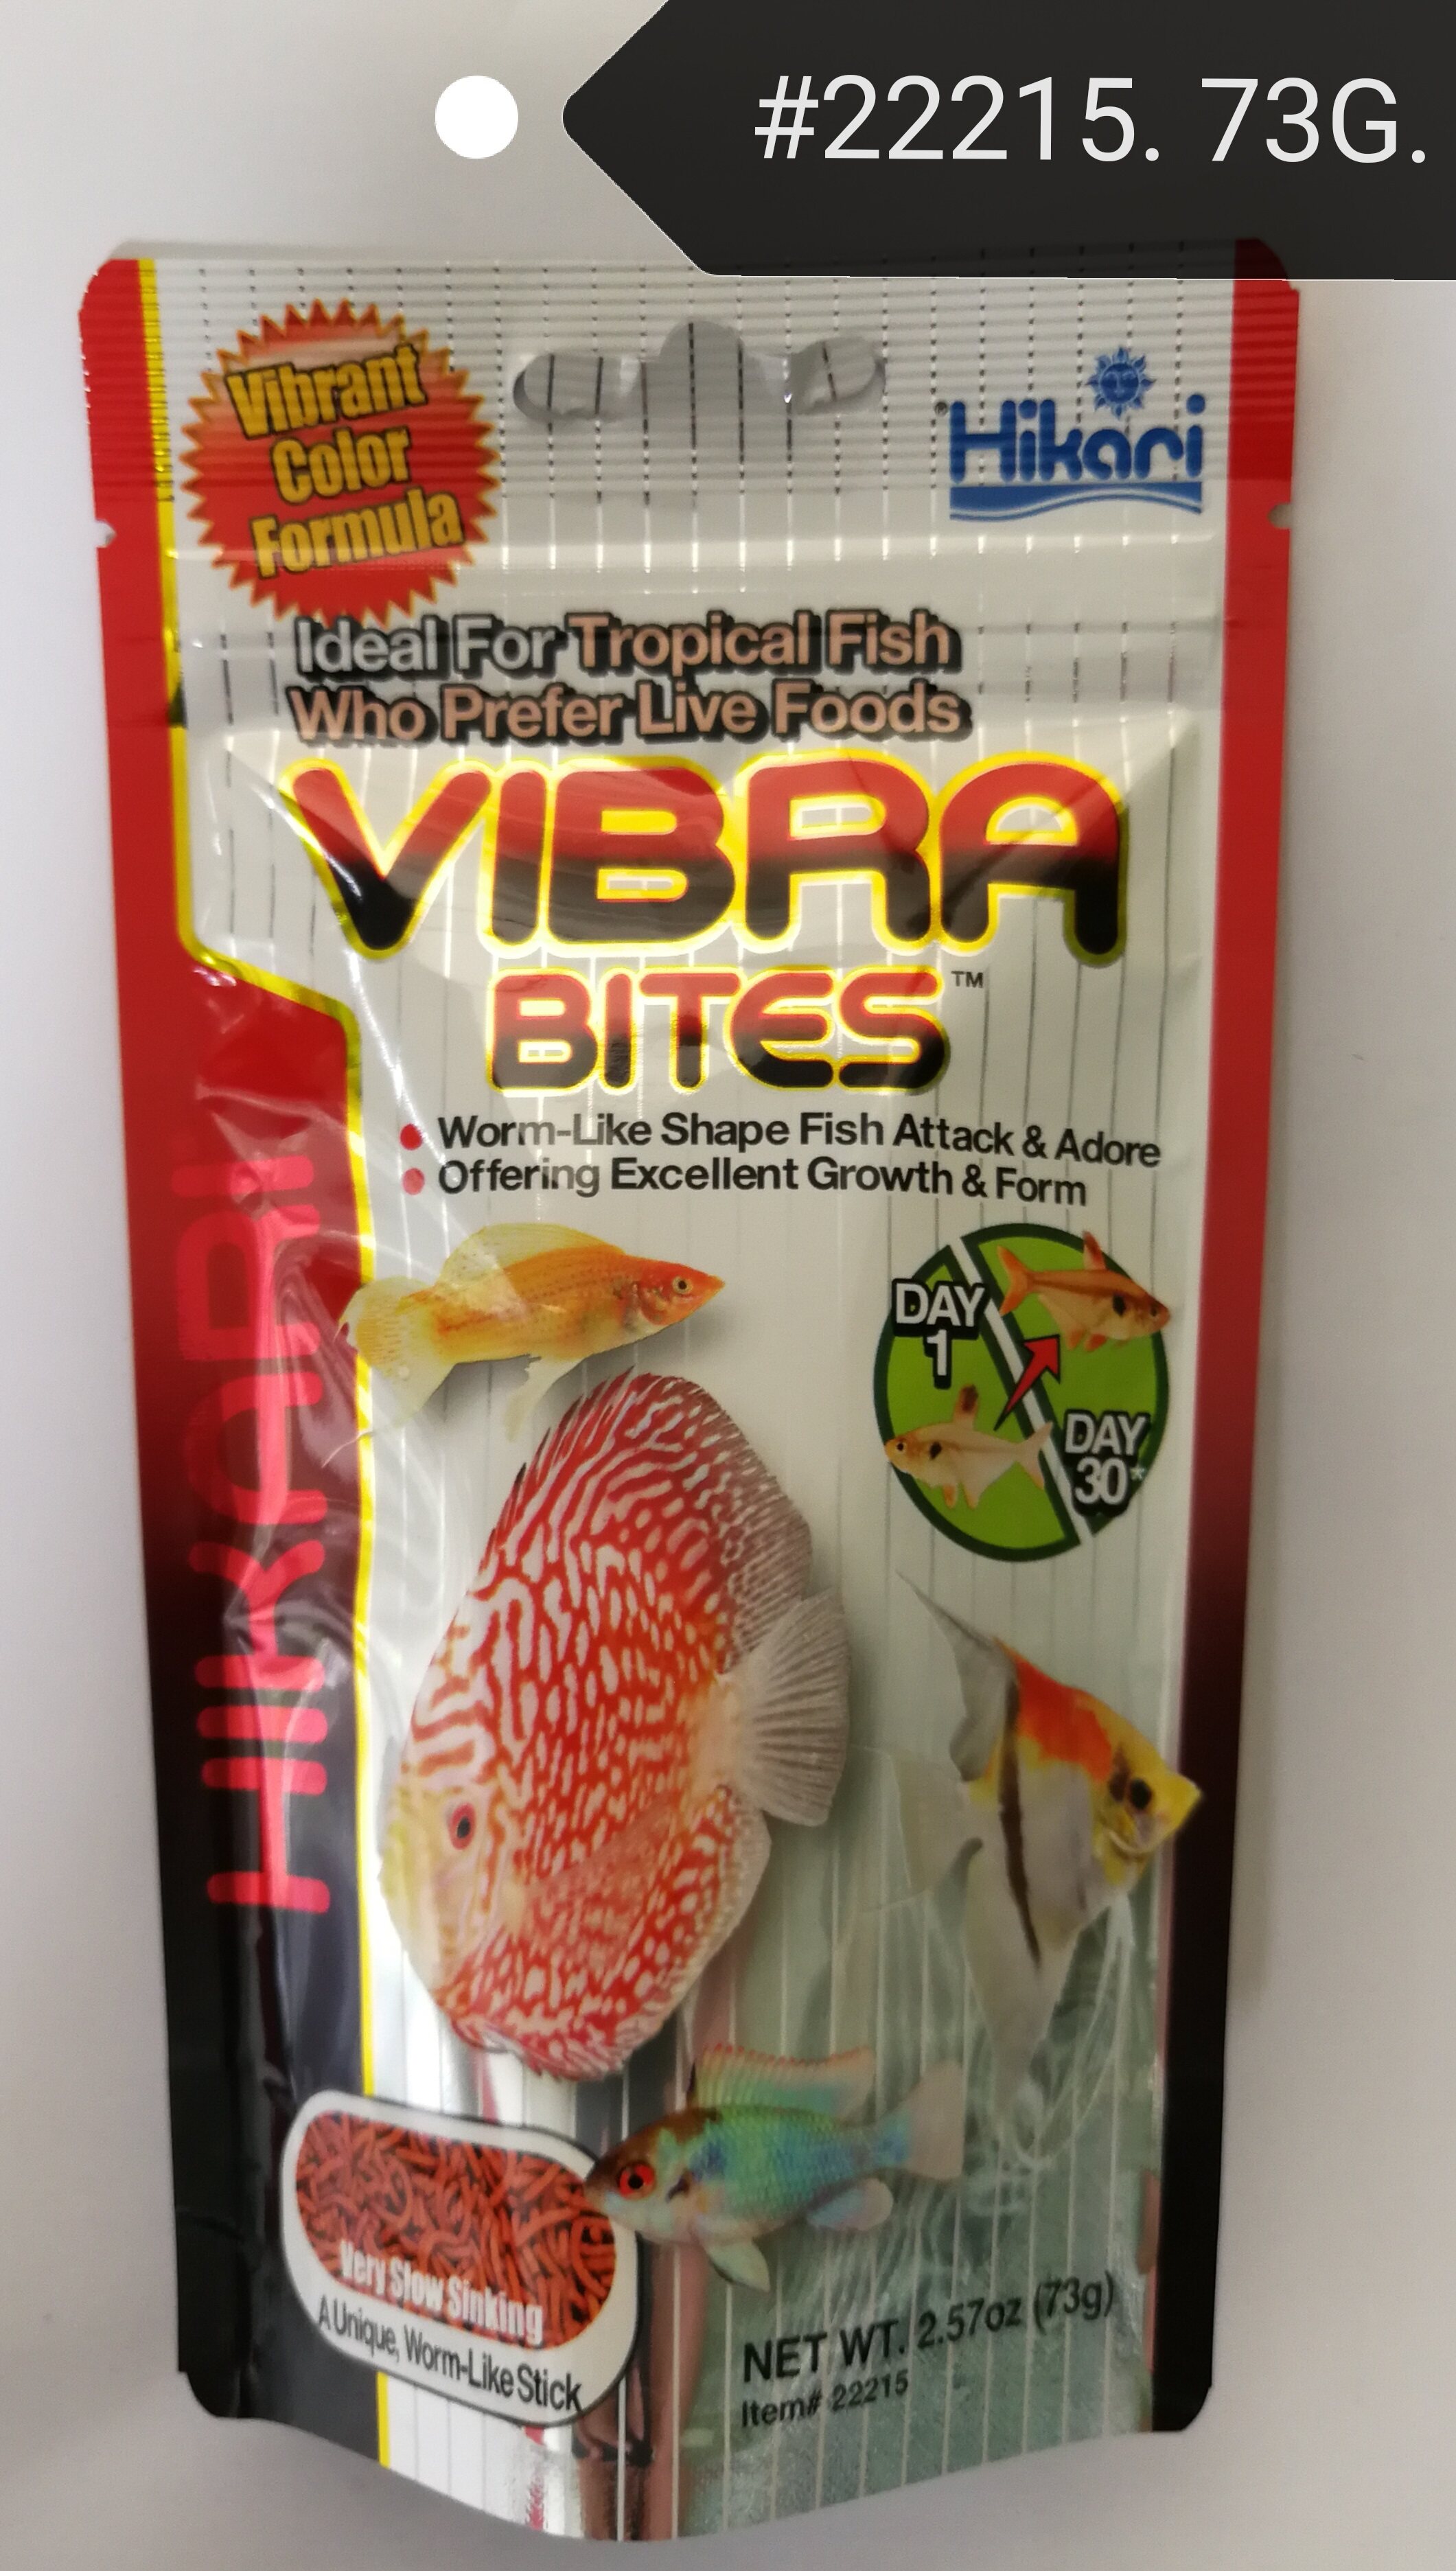 #22215. 73G.
Vibrant
Color
Formula
Hikari
®
Ideal For Tropical Fish
Who Prefer Live Foods
VIBRA
BITES™
• Worm-Like Shape Fish Attack & Adore
• Offering Excellent Growth & Form
HIKARI
DAY
1
DAY
30*
Very Slow Sinking
A Unique, Worm-Like Stick
NET WT. 2.57oz (73g)
Item# 22215